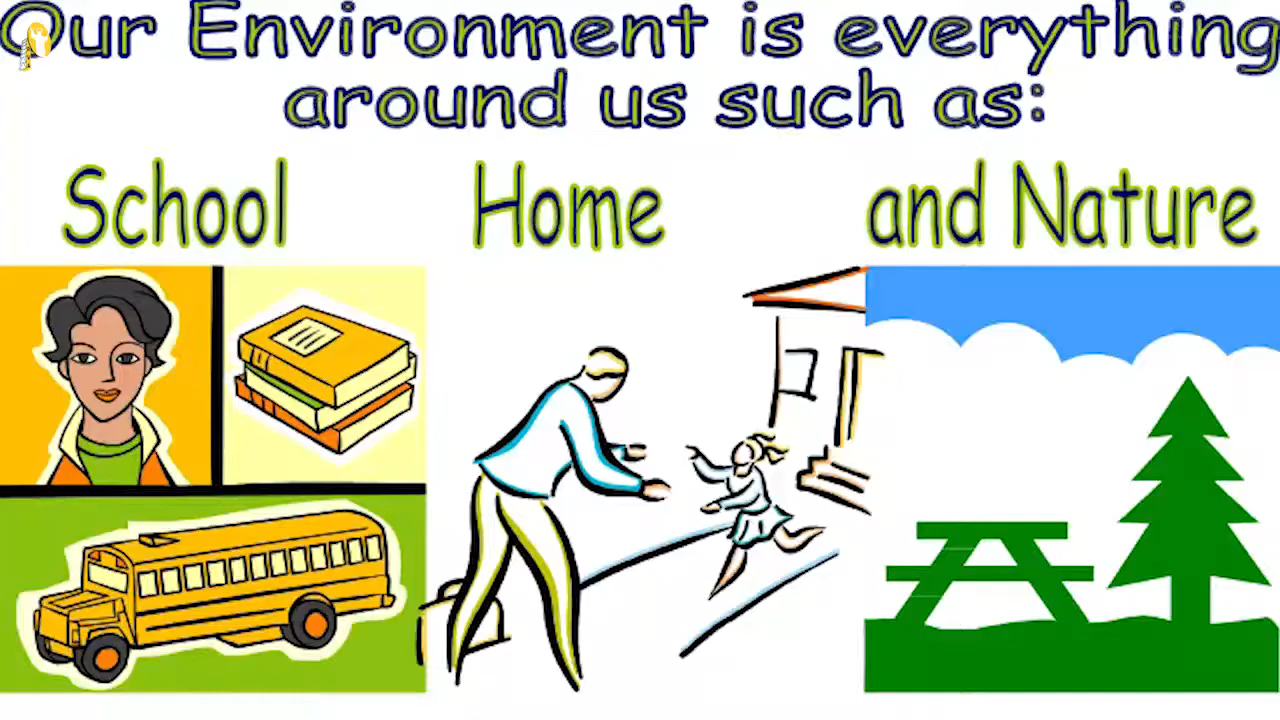 Our Environment is everything
around us such as:
School Home and Nature